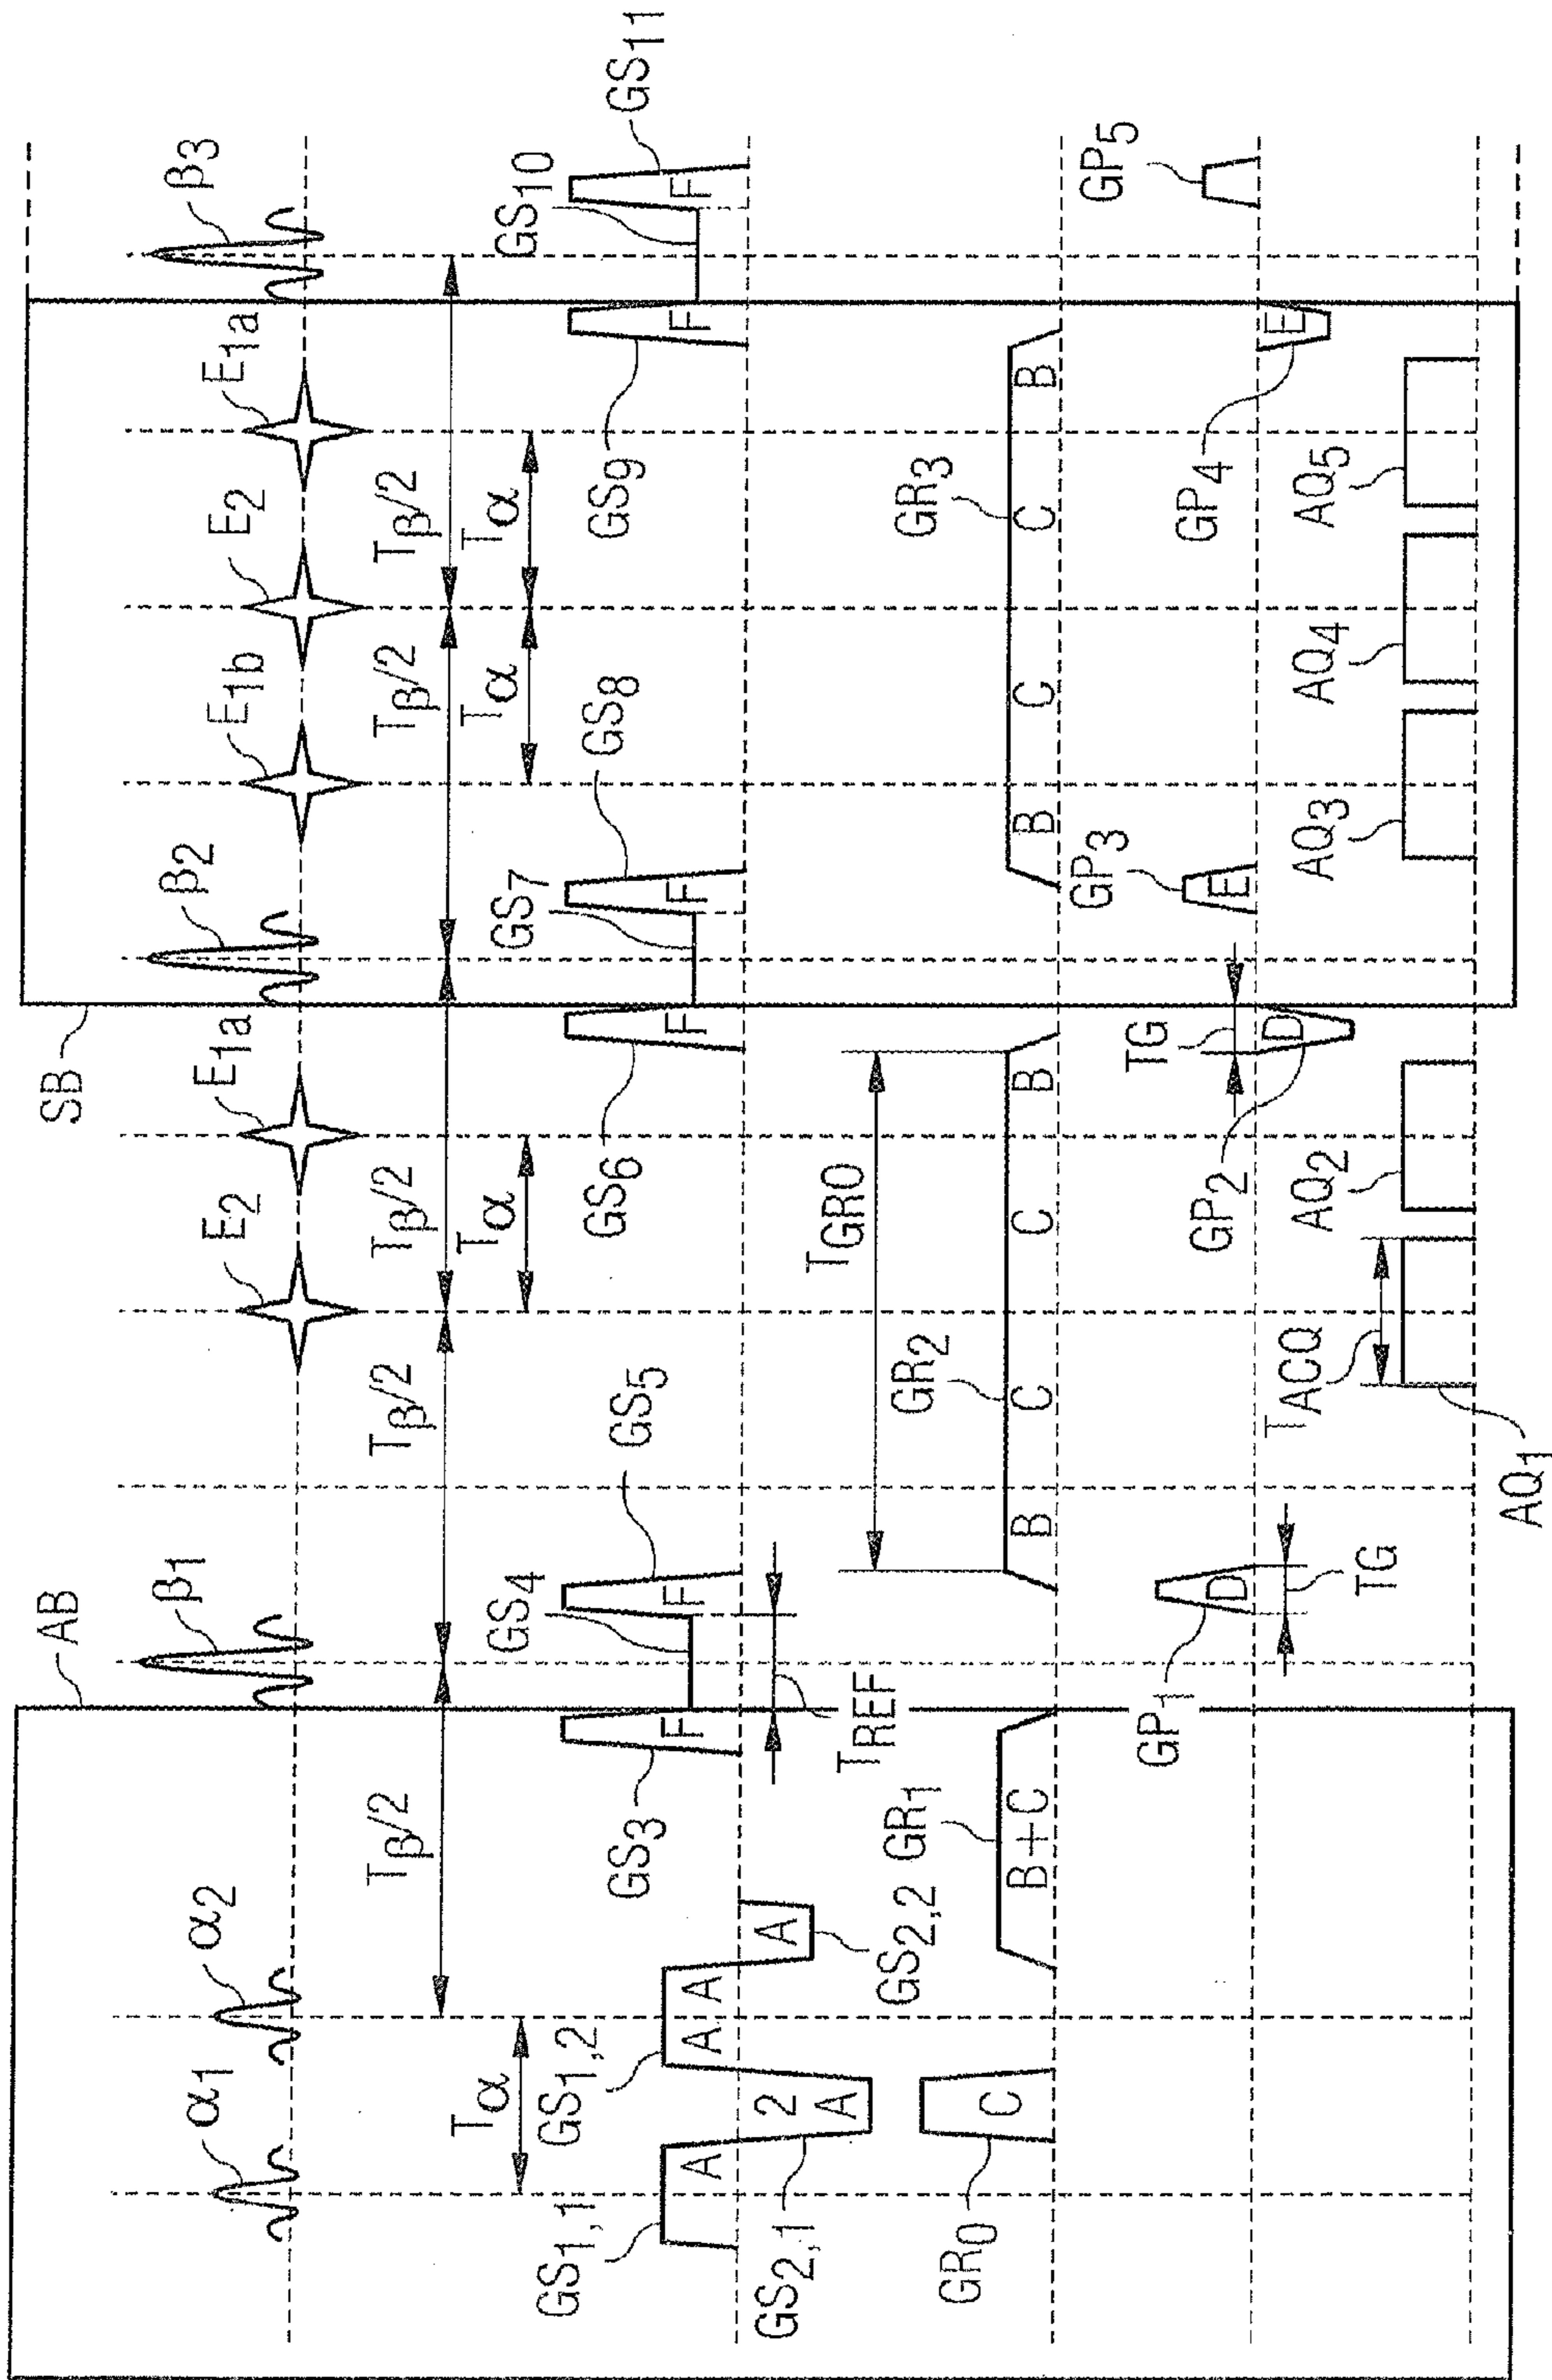 AB
SB
α1
α2
β1
E2
E1a
β2
E1b
E2
E1a
β3
Tβ/2
Tβ/2
Tβ/2
Tβ/2
Tβ/2
Tα
Tα
Tα
Tα
GS1,1
GS1,2
GS3
GS4
GS5
GS6
GS7
GS8
GS9
GS10
GS11
A
A
A
F
F
F
F
F
F
2
A
A
GS2,1
GS2,2
TREF
TGRO
GR0
GR1
GR2
GR3
C
B+C
B
C
C
B
B
C
C
B
GP1
GP2
GP3
GP4
GP5
D
D
E
E
TG
TG
TACQ
AQ1
AQ2
AQ3
AQ4
AQ5